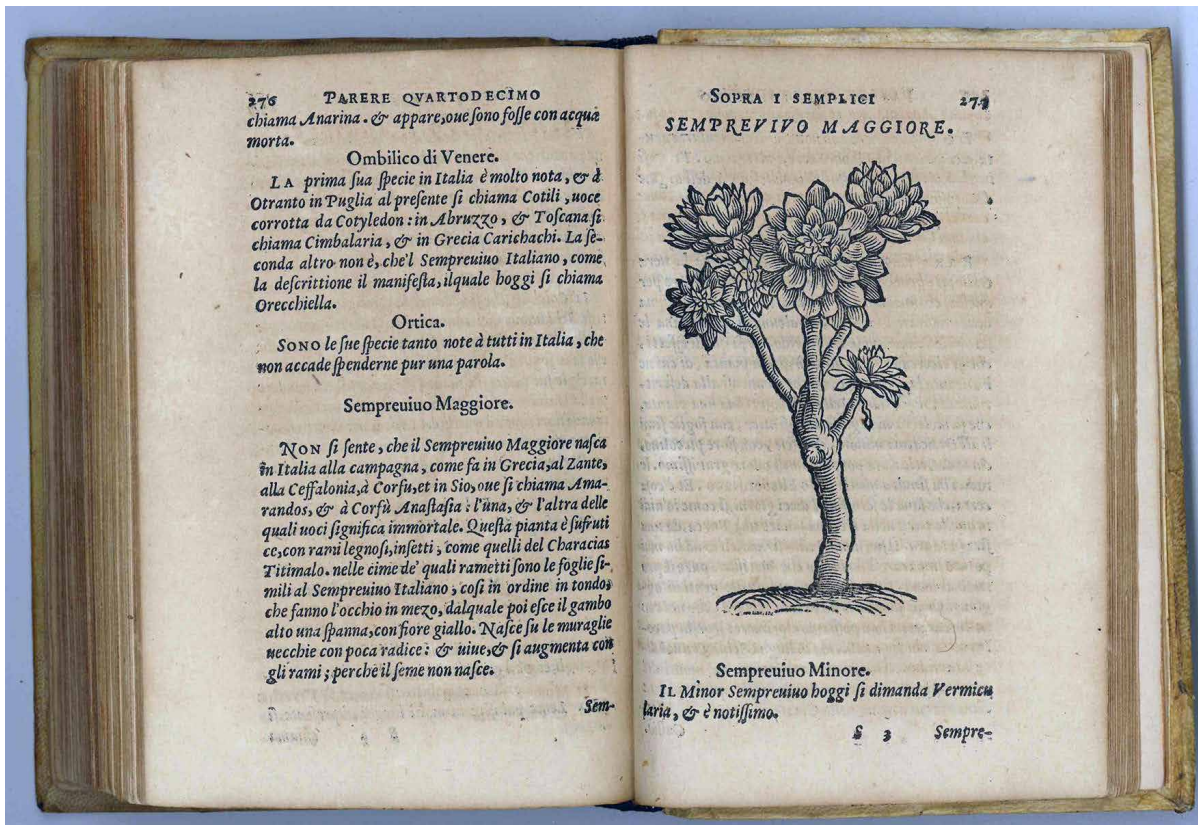 276 PARERE QVARTODECIMO
chiama Anarina. & appare, oue sono fosse con acqua
morta.
Ombilico di Venere.
LA prima sua specie in Italia è molto nota, & à
Otranto in Puglia al presente si chiama Cotili, uoce
corrotta da Cotyledon: in Abruzzo, & Toscana si
chiama Cimbalaria, & in Grecia Carichachi. La se-
conda altro non è, che'l Sempreuiuo Italiano, come
la descrittione il manifesta, ilquale hoggi si chiama
Orecchiella.
Ortica.
SONO le sue specie tanto note à tutti in Italia, che
non accade spenderne pur una parola.
Sempreuiuo Maggiore.
NON si sente, che il Sempreuiuo Maggiore nasca
in Italia alla campagna, come fa in Grecia, al Zante,
alla Ceffalonia, à Corfu, et in Sio, oue si chiama Ama-
randos, & à Corfù Anastasia: l'una, & l'altra delle
quali uoci significa immortale. Questa pianta è sufruti
ce, con rami legnosi, insetti, come quelli del Characias
Titimalo. nelle cime de' quali rametti sono le foglie si-
mili al Sempreuiuo Italiano, cosi in ordine in tondo,
che fanno l'occhio in mezo, dalquale poi esce il gambo
alto una spanna, con fiore giallo. Nasce su le muraglie
uecchie con poca radice: & uiue, & si augmenta con
gli rami; perche il seme non nasce.
Sem-
SOPRA I SEMPLICI 277
SEMPREVIVO MAGGIORE.
Sempreuiuo Minore.
IL Minor Sempreuiuo hoggi si dimanda Vermicu
laria, & è notissimo.
S 3 Sempre-